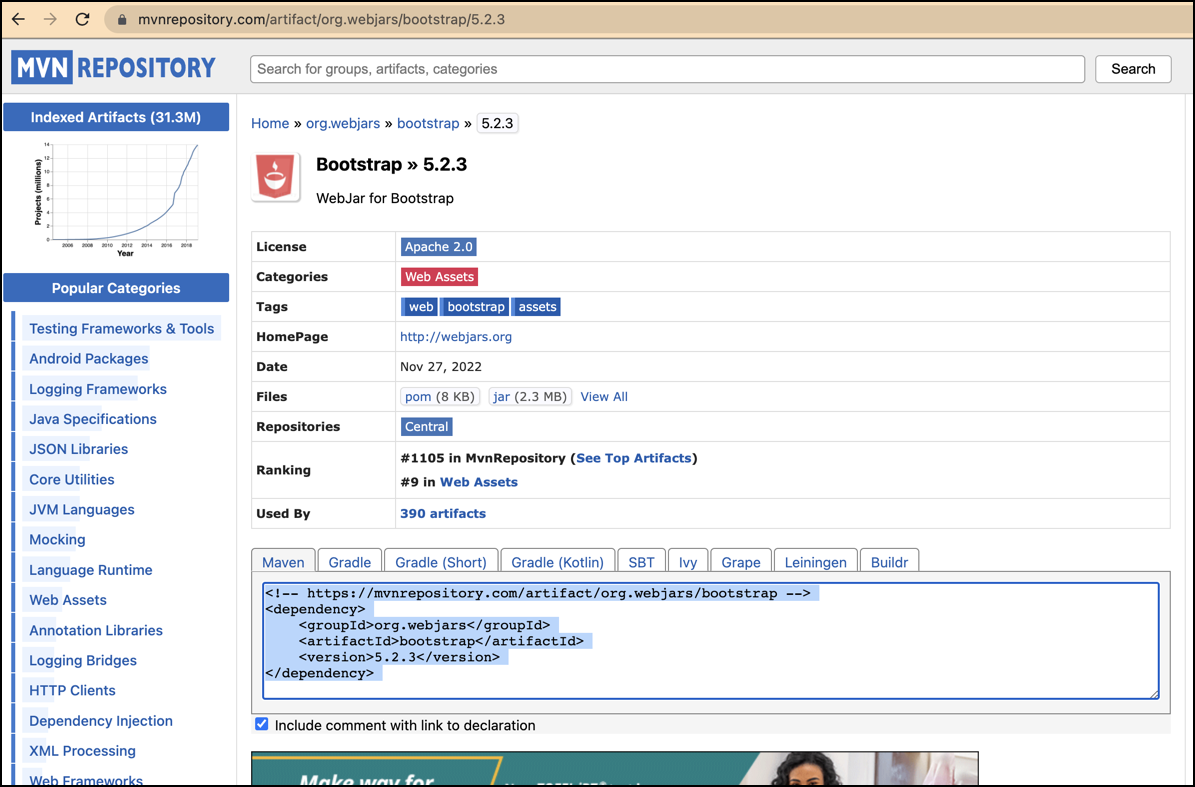 mvnrepository.com/artifact/org.webjars/bootstrap/5.2.3
MVN REPOSITORY
Search for groups, artifacts, categories
Search
Indexed Artifacts (31.3M)
Projects (millions)
14
12
10
8
6
4
2
0
2006 2008 2010 2012 2014 2016 2018
Year
Popular Categories
Testing Frameworks & Tools
Android Packages
Logging Frameworks
Java Specifications
JSON Libraries
Core Utilities
JVM Languages
Mocking
Language Runtime
Web Assets
Annotation Libraries
Logging Bridges
HTTP Clients
Dependency Injection
XML Processing
Web Frameworks
Home » org.webjars » bootstrap » 5.2.3
Bootstrap » 5.2.3
WebJar for Bootstrap
License Apache 2.0
Categories Web Assets
Tags web bootstrap assets
HomePage http://webjars.org
Date Nov 27, 2022
Files pom (8 KB) jar (2.3 MB) View All
Repositories Central
Ranking #1105 in MvnRepository (See Top Artifacts)
#9 in Web Assets
Used By 390 artifacts
Maven Gradle Gradle (Short) Gradle (Kotlin) SBT Ivy Grape Leiningen Buildr
<!-- https://mvnrepository.com/artifact/org.webjars/bootstrap -->
<dependency>
    <groupId>org.webjars</groupId>
    <artifactId>bootstrap</artifactId>
    <version>5.2.3</version>
</dependency>
Include comment with link to declaration
Make way for